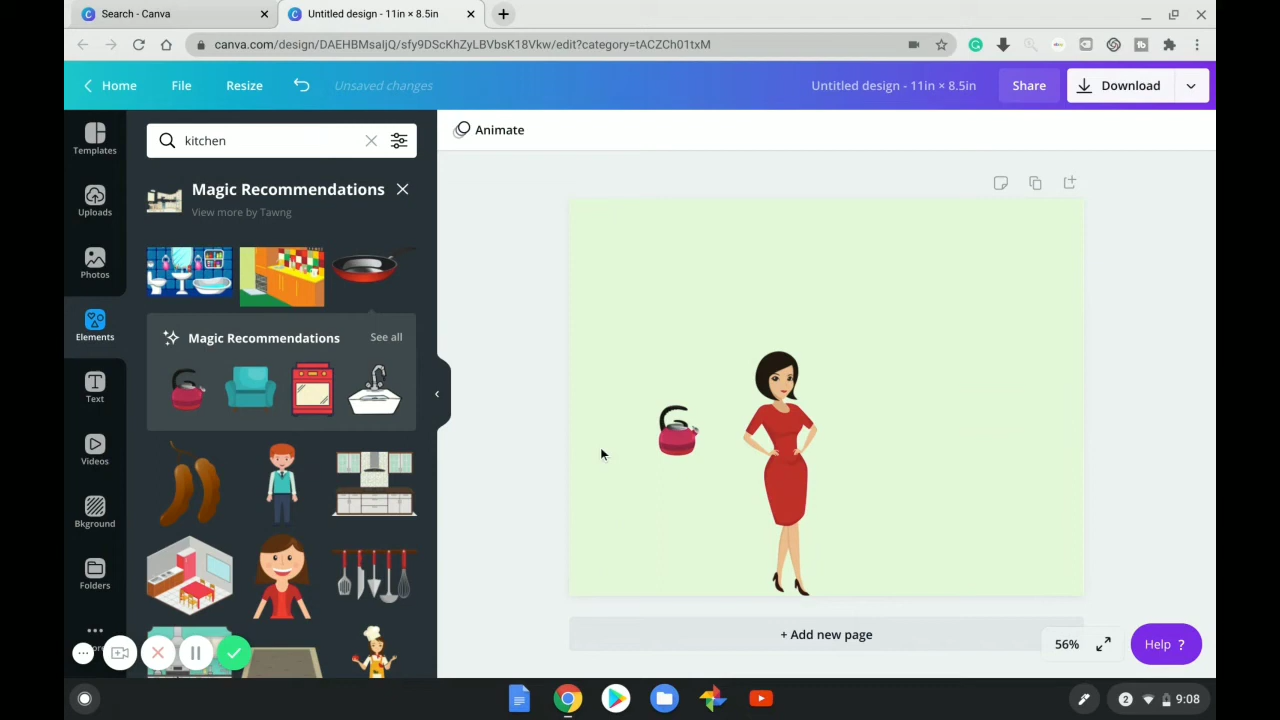 Search - Canva
Untitled design - 11in × 8.5in
canva.com/design/DAEHBMsaIjQ/sfy9DScKhZyLBVbsK18Vkw/edit?category=tACZCh01txM
Home
File
Resize
Unsaved changes
Untitled design - 11in × 8.5in
Share
Download
Templates
Uploads
Photos
Elements
Text
Videos
Bkground
Folders
kitchen
Magic Recommendations
View more by Tawng
Magic Recommendations
See all
Animate
+ Add new page
56%
Help ?
2
9:08